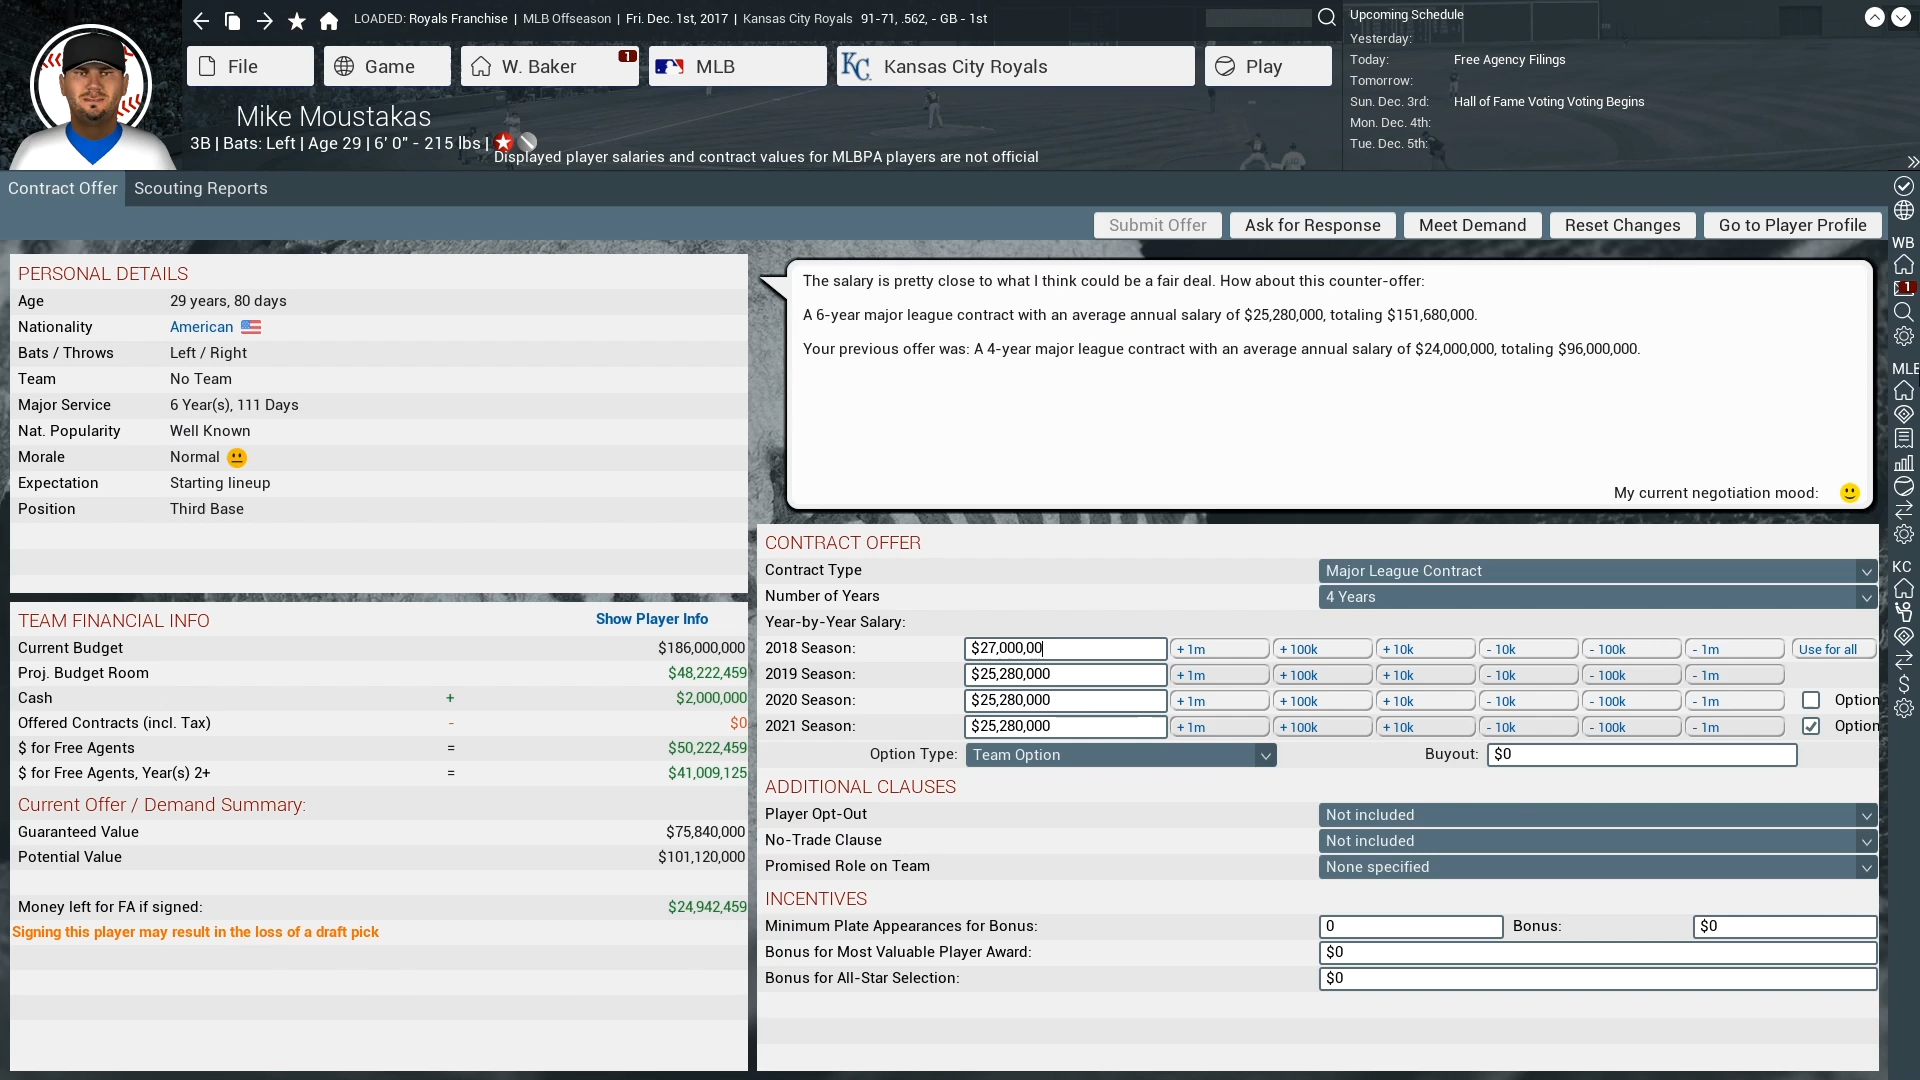 LOADED: Royals Franchise | MLB Offseason | Fri. Dec. 1st, 2017 | Kansas City Royals 91-71, .562, - GB - 1st
File
Game
W. Baker
1
MLB
KC
Kansas City Royals
Play
Upcoming Schedule
Yesterday:
Today: Free Agency Filings
Tomorrow:
Sun. Dec. 3rd: Hall of Fame Voting Voting Begins
Mon. Dec. 4th:
Tue. Dec. 5th:
Mike Moustakas
3B | Bats: Left | Age 29 | 6' 0" - 215 lbs |
Displayed player salaries and contract values for MLBPA players are not official
Contract Offer
Scouting Reports
Submit Offer
Ask for Response
Meet Demand
Reset Changes
Go to Player Profile
PERSONAL DETAILS
Age 29 years, 80 days
Nationality American
Bats / Throws Left / Right
Team No Team
Major Service 6 Year(s), 111 Days
Nat. Popularity Well Known
Morale Normal
Expectation Starting lineup
Position Third Base
TEAM FINANCIAL INFO Show Player Info
Current Budget $186,000,000
Proj. Budget Room $48,222,459
Cash + $2,000,000
Offered Contracts (incl. Tax) - $0
$ for Free Agents = $50,222,459
$ for Free Agents, Year(s) 2+ = $41,009,125
Current Offer / Demand Summary:
Guaranteed Value $75,840,000
Potential Value $101,120,000
Money left for FA if signed: $24,942,459
Signing this player may result in the loss of a draft pick
The salary is pretty close to what I think could be a fair deal. How about this counter-offer:
A 6-year major league contract with an average annual salary of $25,280,000, totaling $151,680,000.
Your previous offer was: A 4-year major league contract with an average annual salary of $24,000,000, totaling $96,000,000.
My current negotiation mood:
CONTRACT OFFER
Contract Type Major League Contract
Number of Years 4 Years
Year-by-Year Salary:
2018 Season: $27,000,00 + 1m + 100k + 10k - 10k - 100k - 1m Use for all
2019 Season: $25,280,000 + 1m + 100k + 10k - 10k - 100k - 1m
2020 Season: $25,280,000 + 1m + 100k + 10k - 10k - 100k - 1m Option
2021 Season: $25,280,000 + 1m + 100k + 10k - 10k - 100k - 1m Option
Option Type: Team Option Buyout: $0
ADDITIONAL CLAUSES
Player Opt-Out Not included
No-Trade Clause Not included
Promised Role on Team None specified
INCENTIVES
Minimum Plate Appearances for Bonus: 0 Bonus: $0
Bonus for Most Valuable Player Award: $0
Bonus for All-Star Selection: $0
WB
1
MLB
KC